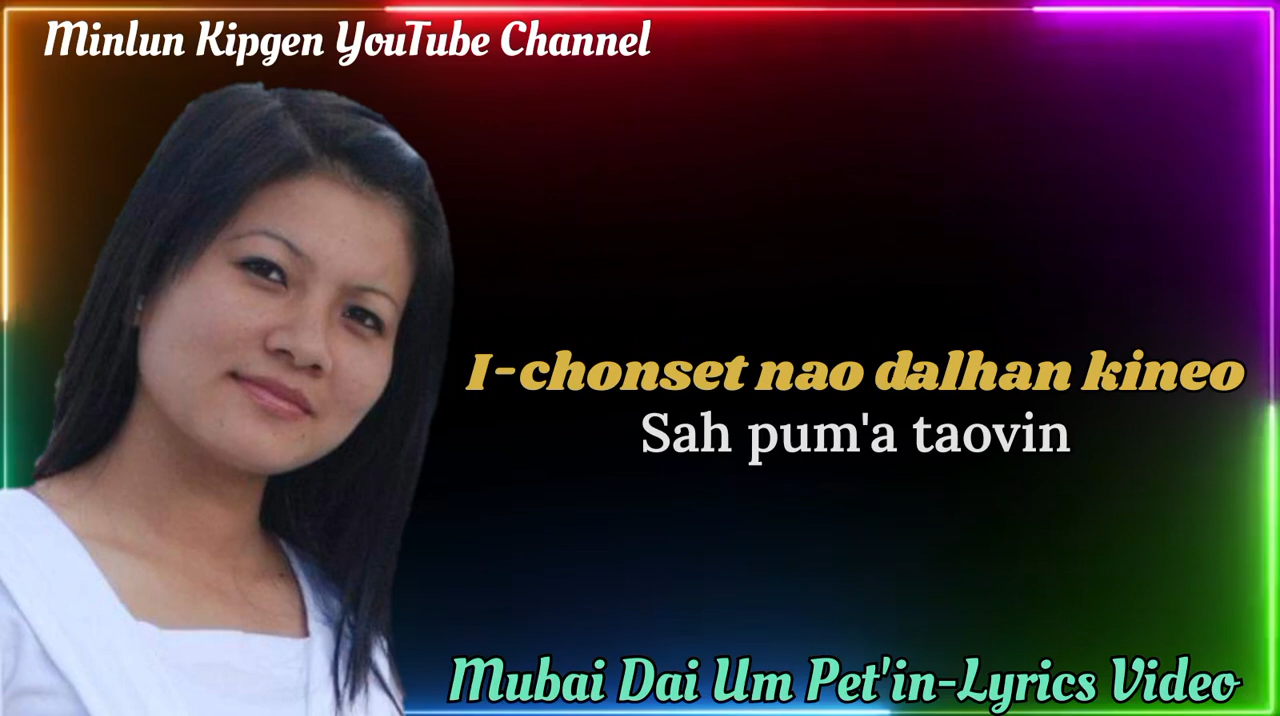 Minlun Kipgen YouTube Channel
I-chonset nao dalhan kineo
Sah pum'a taovin
Mubai Dai Um Pet'in-Lyrics Video